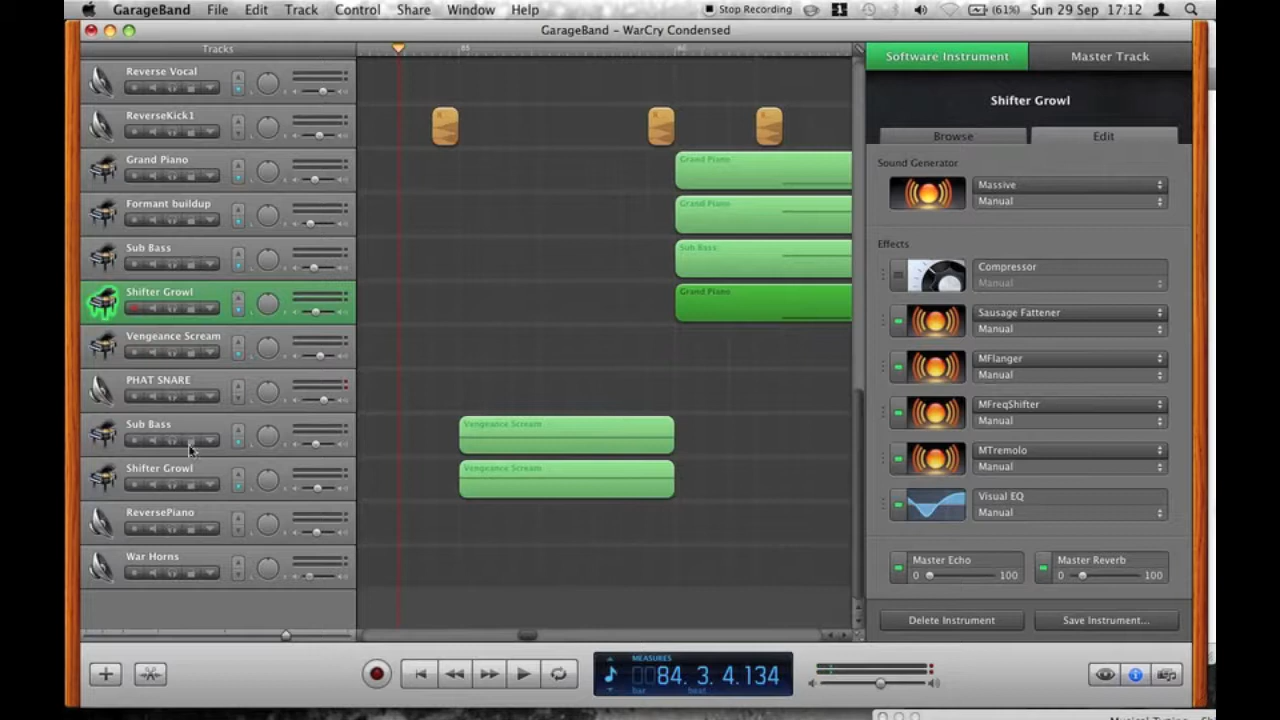 GarageBand File Edit Track Control Share Window Help Stop Recording 1 (61%) Sun 29 Sep 17:12
GarageBand - WarCry Condensed
Tracks
85
86
Software Instrument
Master Track
Reverse Vocal
ReverseKick1
Grand Piano
Formant buildup
Sub Bass
Shifter Growl
Vengeance Scream
PHAT SNARE
Sub Bass
Shifter Growl
ReversePiano
War Horns
Grand Piano
Grand Piano
Sub Bass
Grand Piano
Vengeance Scream
Vengeance Scream
Shifter Growl
Browse
Edit
Sound Generator
Massive
Manual
Effects
Compressor
Manual
Sausage Fattener
Manual
MFlanger
Manual
MFreqShifter
Manual
MTremolo
Manual
Visual EQ
Manual
Master Echo
0 100
Master Reverb
0 100
Delete Instrument
Save Instrument...
MEASURES
84. 3. 4.134
bar beat